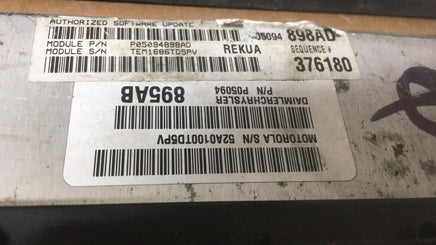 AUTHORIZED SOFTWARE UPDATE
MODULE P/N P05094898AD
MODULE S/N TEM1686TD5PV
REKUA
05094 898AD
SEQUENCE #
376180
MOTOROLA S/N 52A0100TD5PV
DAIMLERCHRYSLER
P/N P05094 895AB